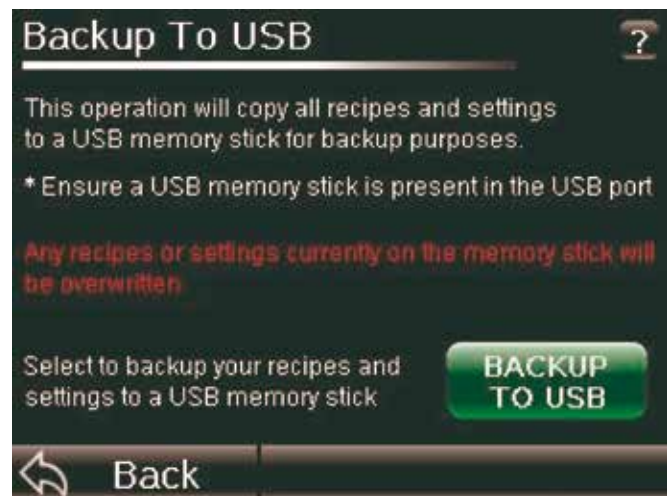 Backup To USB
?
This operation will copy all recipes and settings
to a USB memory stick for backup purposes.
* Ensure a USB memory stick is present in the USB port
Any recipes or settings currently on the memory stick will
be overwritten
Select to backup your recipes and
settings to a USB memory stick
BACKUP
TO USB
Back